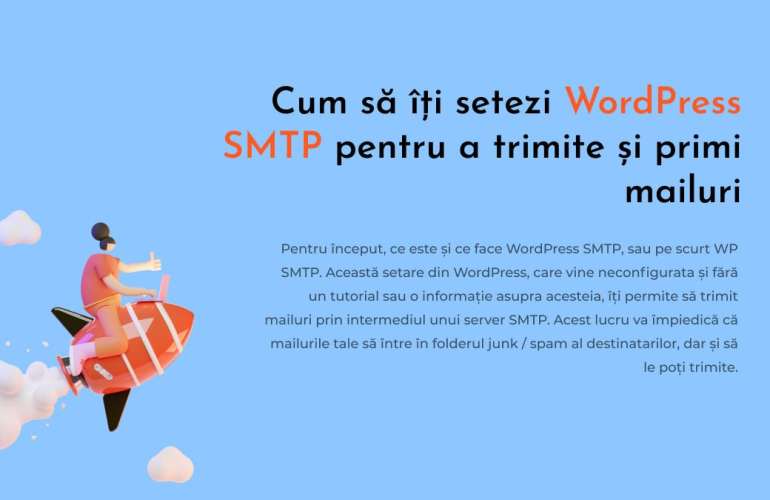 Cum să îți setezi WordPress
SMTP pentru a trimite și primi
mailuri
Pentru început, ce este și ce face WordPress SMTP, sau pe scurt WP
SMTP. Această setare din WordPress, care vine neconfigurata și fără
un tutorial sau o informație asupra acesteia, îți permite să trimit
mailuri prin intermediul unui server SMTP. Acest lucru va împiedică că
mailurile tale să între în folderul junk / spam al destinatarilor, dar și să
le poți trimite.